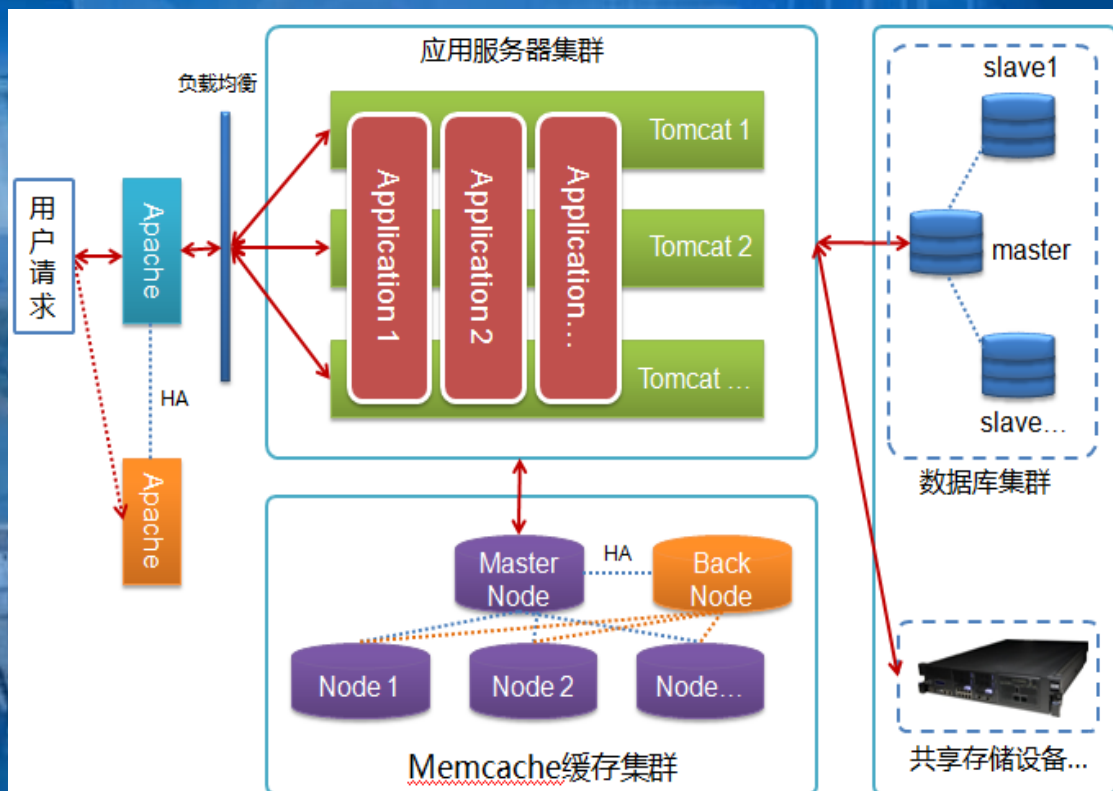 应用服务器集群
负载均衡
用户请求
Apache
HA
Apache
Tomcat 1
Tomcat 2
Tomcat ...
Application 1
Application 2
Application...
slave1
master
slave...
数据库集群
Master Node
HA
Back Node
Node 1
Node 2
Node...
Memcache缓存集群
共享存储设备...